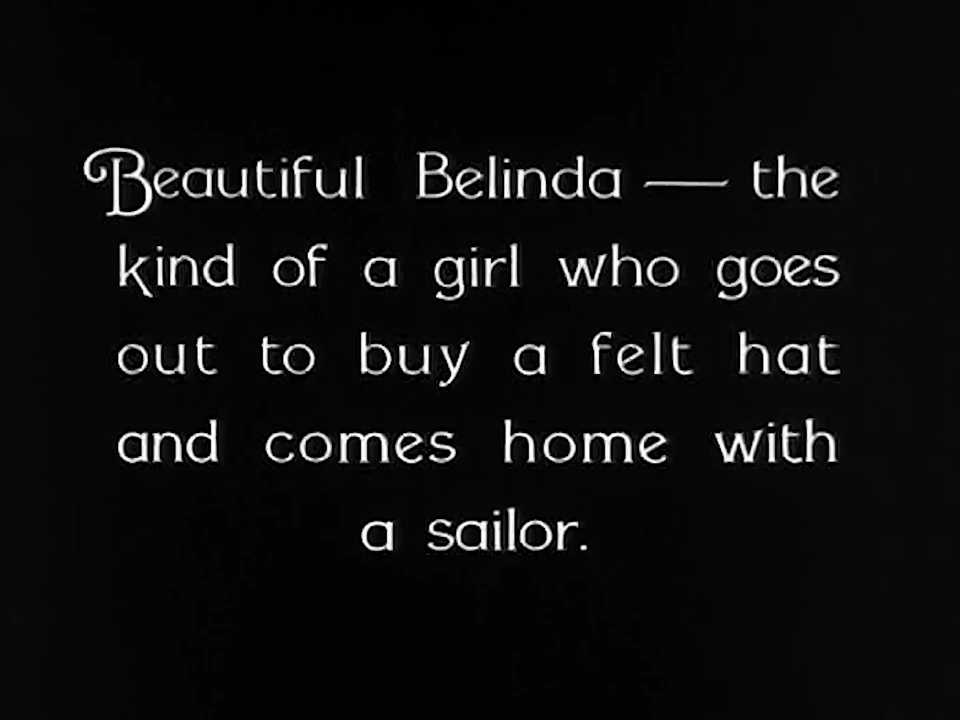 Beautiful Belinda — the
kind of a girl who goes
out to buy a felt hat
and comes home with
a sailor.